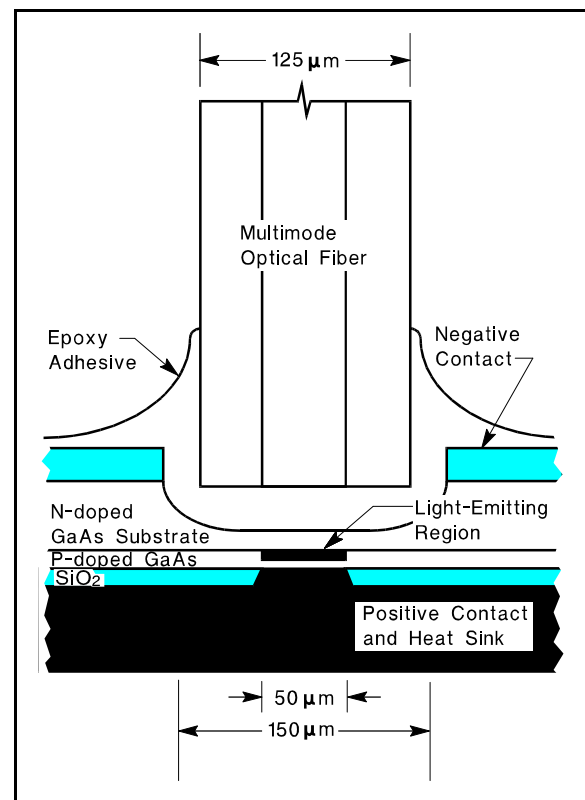 125 μm
Multimode
Optical Fiber
Epoxy
Adhesive
Negative
Contact
Light-Emitting
Region
N-doped
GaAs Substrate
P-doped GaAs
SiO₂
Positive Contact
and Heat Sink
50 μm
150 μm